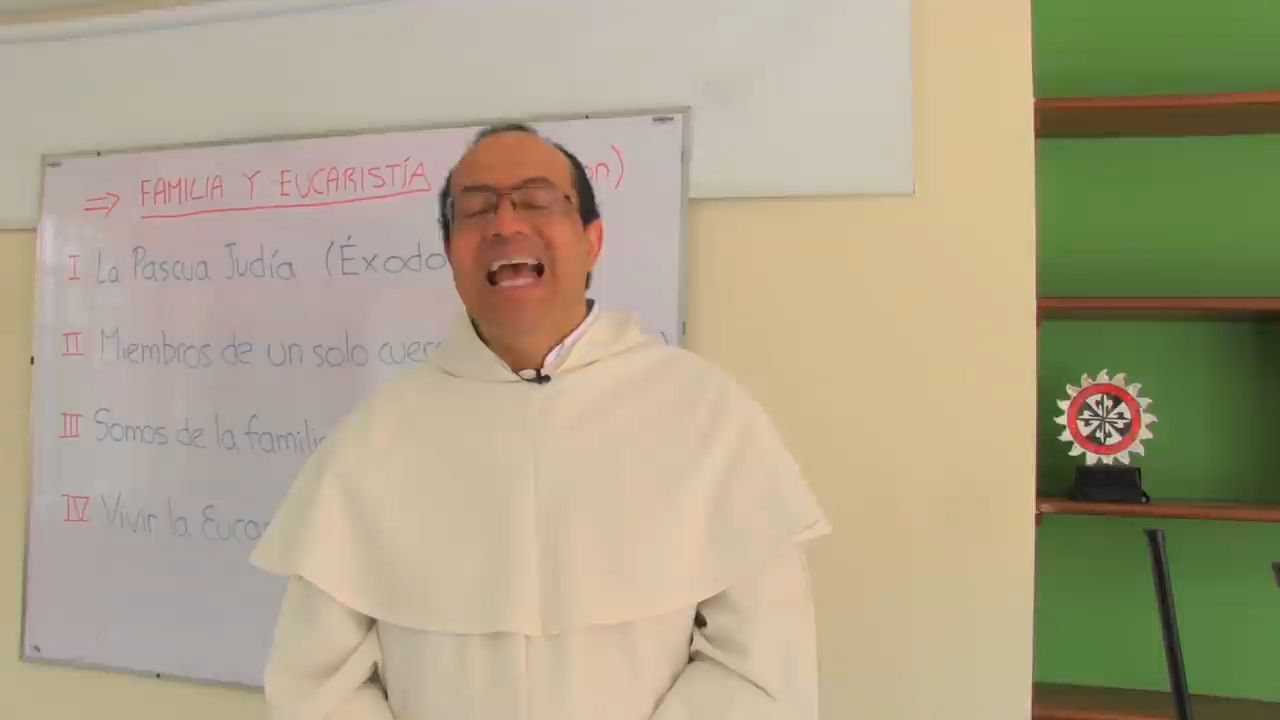 ⇒ FAMILIA Y EUCARISTÍA on)
I La Pascua Judía (Éxodo
II Miembros de un solo cuer )
III Somos de la famili
IV Vivir la Euca